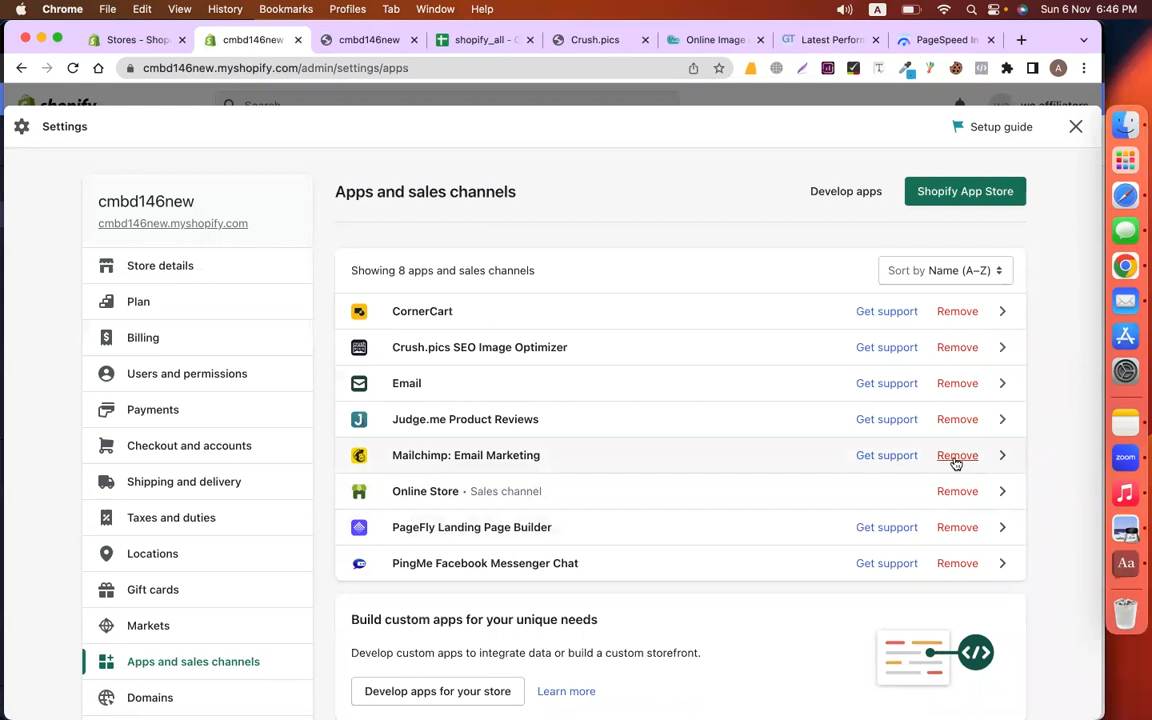 Chrome File Edit View History Bookmarks Profiles Tab Window Help A Sun 6 Nov 6:46 PM
Stores - Shop cmbd146new cmbd146new shopify_all - Crush.pics Online Image GT Latest Perform PageSpeed In
cmbd146new.myshopify.com/admin/settings/apps A
Settings Setup guide
cmbd146new
cmbd146new.myshopify.com
Store details
Plan
Billing
Users and permissions
Payments
Checkout and accounts
Shipping and delivery
Taxes and duties
Locations
Gift cards
Markets
Apps and sales channels
Domains
Apps and sales channels Develop apps Shopify App Store
Showing 8 apps and sales channels Sort by Name (A–Z)
CornerCart Get support Remove
Crush.pics SEO Image Optimizer Get support Remove
Email Get support Remove
Judge.me Product Reviews Get support Remove
Mailchimp: Email Marketing Get support Remove
Online Store • Sales channel Remove
PageFly Landing Page Builder Get support Remove
PingMe Facebook Messenger Chat Get support Remove
Build custom apps for your unique needs
Develop custom apps to integrate data or build a custom storefront.
Develop apps for your store Learn more
zoom
Aa